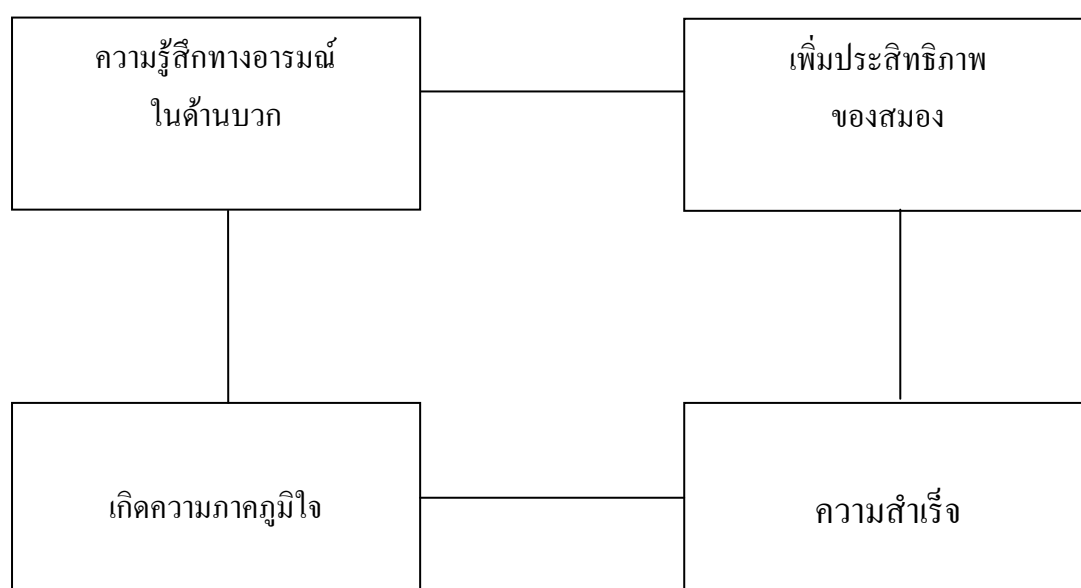 ความรู้สึกทางอารมณ์
ในด้านบวก
เพิ่มประสิทธิภาพ
ของสมอง
เกิดความภาคภูมิใจ
ความสำเร็จ